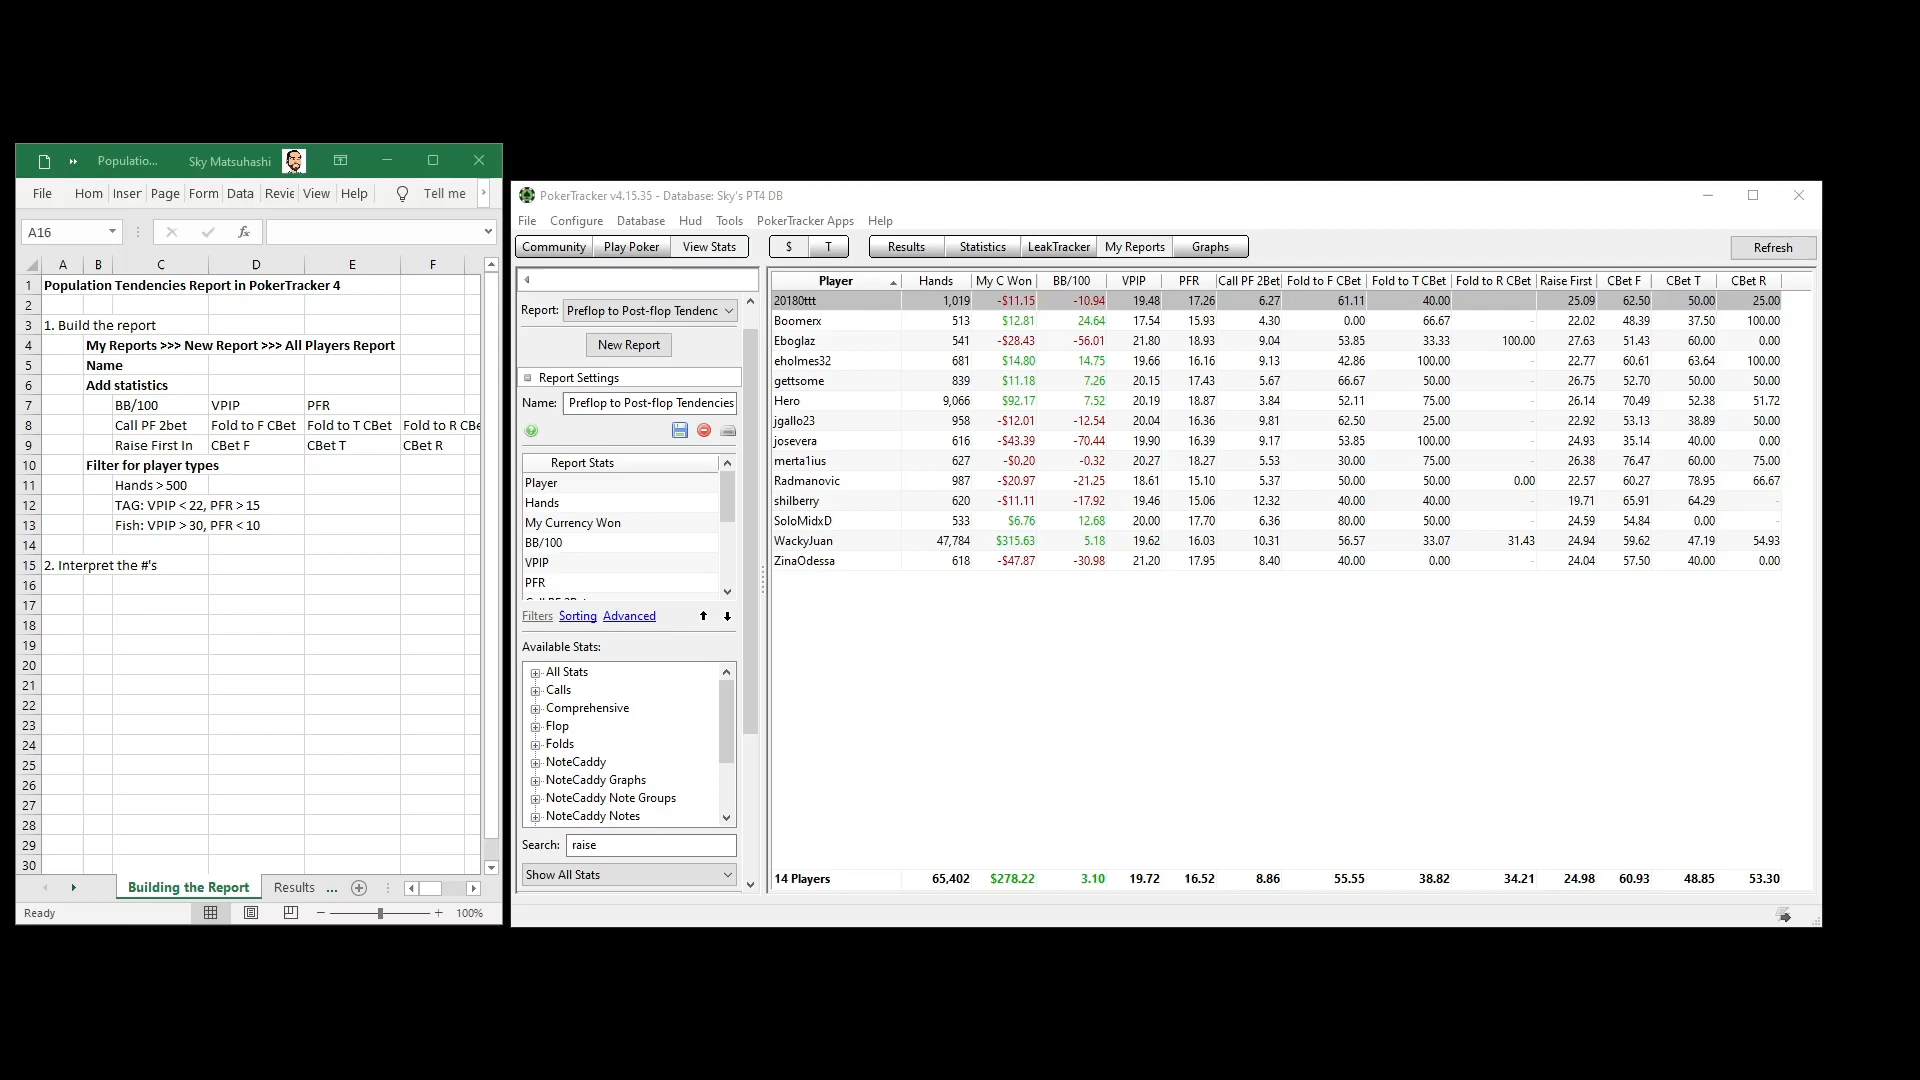 Populatio...
Sky Matsuhashi
File Hom Inser Page Form Data Revie View Help Tell me
A16
fx
A B C D E F
1 Population Tendencies Report in PokerTracker 4
2
3 1. Build the report
4 My Reports >>> New Report >>> All Players Report
5 Name
6 Add statistics
7 BB/100 VPIP PFR
8 Call PF 2bet Fold to F CBet Fold to T CBet Fold to R CBe
9 Raise First In CBet F CBet T CBet R
10 Filter for player types
11 Hands > 500
12 TAG: VPIP < 22, PFR > 15
13 Fish: VPIP > 30, PFR < 10
14
15 2. Interpret the #'s
16
17
18
19
20
21
22
23
24
25
26
27
28
29
30
Building the Report Results ...
Ready 100%
PokerTracker v4.15.35 - Database: Sky's PT4 DB
File Configure Database Hud Tools PokerTracker Apps Help
Community Play Poker View Stats $ T Results Statistics LeakTracker My Reports Graphs Refresh
Report: Preflop to Post-flop Tendenc
New Report
Report Settings
Name: Preflop to Post-flop Tendencies
Report Stats
Player
Hands
My Currency Won
BB/100
VPIP
PFR
Filters Sorting Advanced
Available Stats:
All Stats
Calls
Comprehensive
Flop
Folds
NoteCaddy
NoteCaddy Graphs
NoteCaddy Note Groups
NoteCaddy Notes
Search: raise
Show All Stats
Player Hands My C Won BB/100 VPIP PFR Call PF 2Bet Fold to F CBet Fold to T CBet Fold to R CBet Raise First CBet F CBet T CBet R
20180ttt 1,019 -$11.15 -10.94 19.48 17.26 6.27 61.11 40.00 25.09 62.50 50.00 25.00
Boomerx 513 $12.81 24.64 17.54 15.93 4.30 0.00 66.67 - 22.02 48.39 37.50 100.00
Eboglaz 541 -$28.43 -56.01 21.80 18.93 9.04 53.85 33.33 100.00 27.63 51.43 60.00 0.00
eholmes32 681 $14.80 14.75 19.66 16.16 9.13 42.86 100.00 - 22.77 60.61 63.64 100.00
gettsome 839 $11.18 7.26 20.15 17.43 5.67 66.67 50.00 - 26.75 52.70 50.00 50.00
Hero 9,066 $92.17 7.52 20.19 18.87 3.84 52.11 75.00 - 26.14 70.49 52.38 51.72
jgallo23 958 -$12.01 -12.54 20.04 16.36 9.81 62.50 25.00 - 22.92 53.13 38.89 50.00
josevera 616 -$43.39 -70.44 19.90 16.39 9.17 53.85 100.00 - 24.93 35.14 40.00 0.00
merta1ius 627 -$0.20 -0.32 20.27 18.27 5.53 30.00 75.00 - 26.38 76.47 60.00 75.00
Radmanovic 987 -$20.97 -21.25 18.61 15.10 5.37 50.00 50.00 0.00 22.57 60.27 78.95 66.67
shilberry 620 -$11.11 -17.92 19.46 15.06 12.32 40.00 40.00 - 19.71 65.91 64.29 -
SoloMidxD 533 $6.76 12.68 20.00 17.70 6.36 80.00 50.00 - 24.59 54.84 0.00 -
WackyJuan 47,784 $315.63 5.18 19.62 16.03 10.31 56.57 33.07 31.43 24.94 59.62 47.19 54.93
ZinaOdessa 618 -$47.87 -30.98 21.20 17.95 8.40 40.00 0.00 - 24.04 57.50 40.00 0.00
14 Players 65,402 $278.22 3.10 19.72 16.52 8.86 55.55 38.82 34.21 24.98 60.93 48.85 53.30